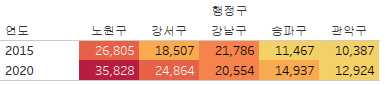 행정구
연도 노원구 강서구 강남구 송파구 관악구
2015 26,805 18,507 21,786 11,467 10,387
2020 35,828 24,864 20,554 14,937 12,924